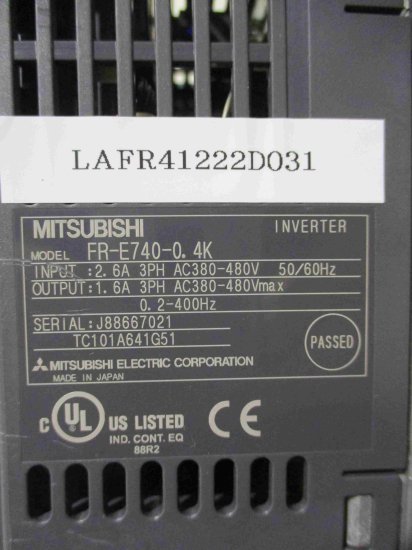 LAFR41222D031
MITSUBISHI INVERTER
MODEL FR-E740-0.4K
INPUT :2.6A 3PH AC380-480V 50/60Hz
OUTPUT:1.6A 3PH AC380-480Vmax
0.2-400Hz
SERIAL:J88667021
TC101A641G51
PASSED
MITSUBISHI ELECTRIC CORPORATION
MADE IN JAPAN
C UL US LISTED
IND. CONT. EQ
88R2